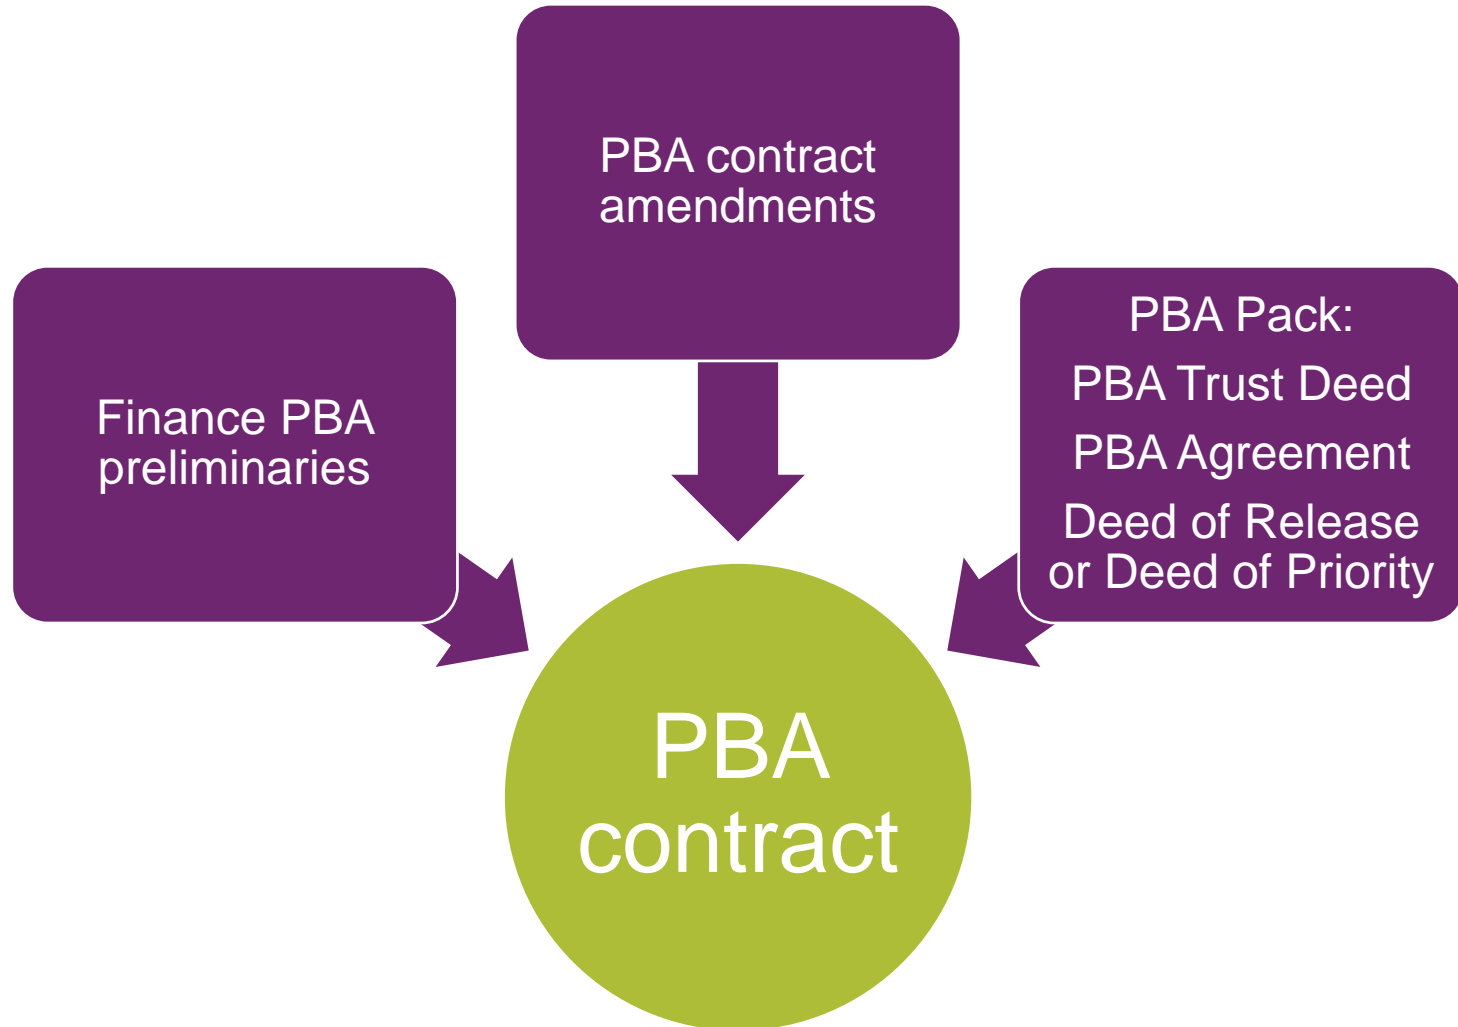 PBA contract
amendments
Finance PBA
preliminaries
PBA Pack:
PBA Trust Deed
PBA Agreement
Deed of Release
or Deed of Priority
PBA
contract